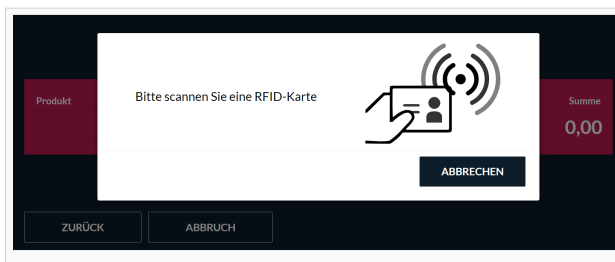 Bitte scannen Sie eine RFID-Karte
Produkt
Summe
0,00
ABBRECHEN
ZURÜCK
ABBRUCH